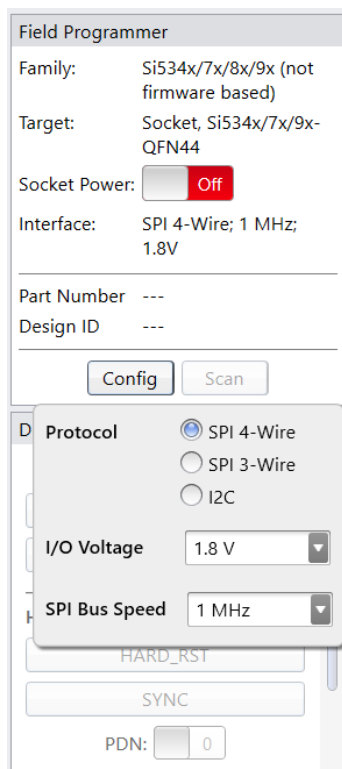 Field Programmer
Family: Si534x/7x/8x/9x (not
firmware based)
Target: Socket, Si534x/7x/9x-
QFN44
Socket Power: Off
Interface: SPI 4-Wire; 1 MHz;
1.8V
Part Number ---
Design ID ---
Config Scan
D
Protocol SPI 4-Wire
SPI 3-Wire
I2C
I/O Voltage 1.8 V
SPI Bus Speed 1 MHz
H
HARD_RST
SYNC
PDN: 0